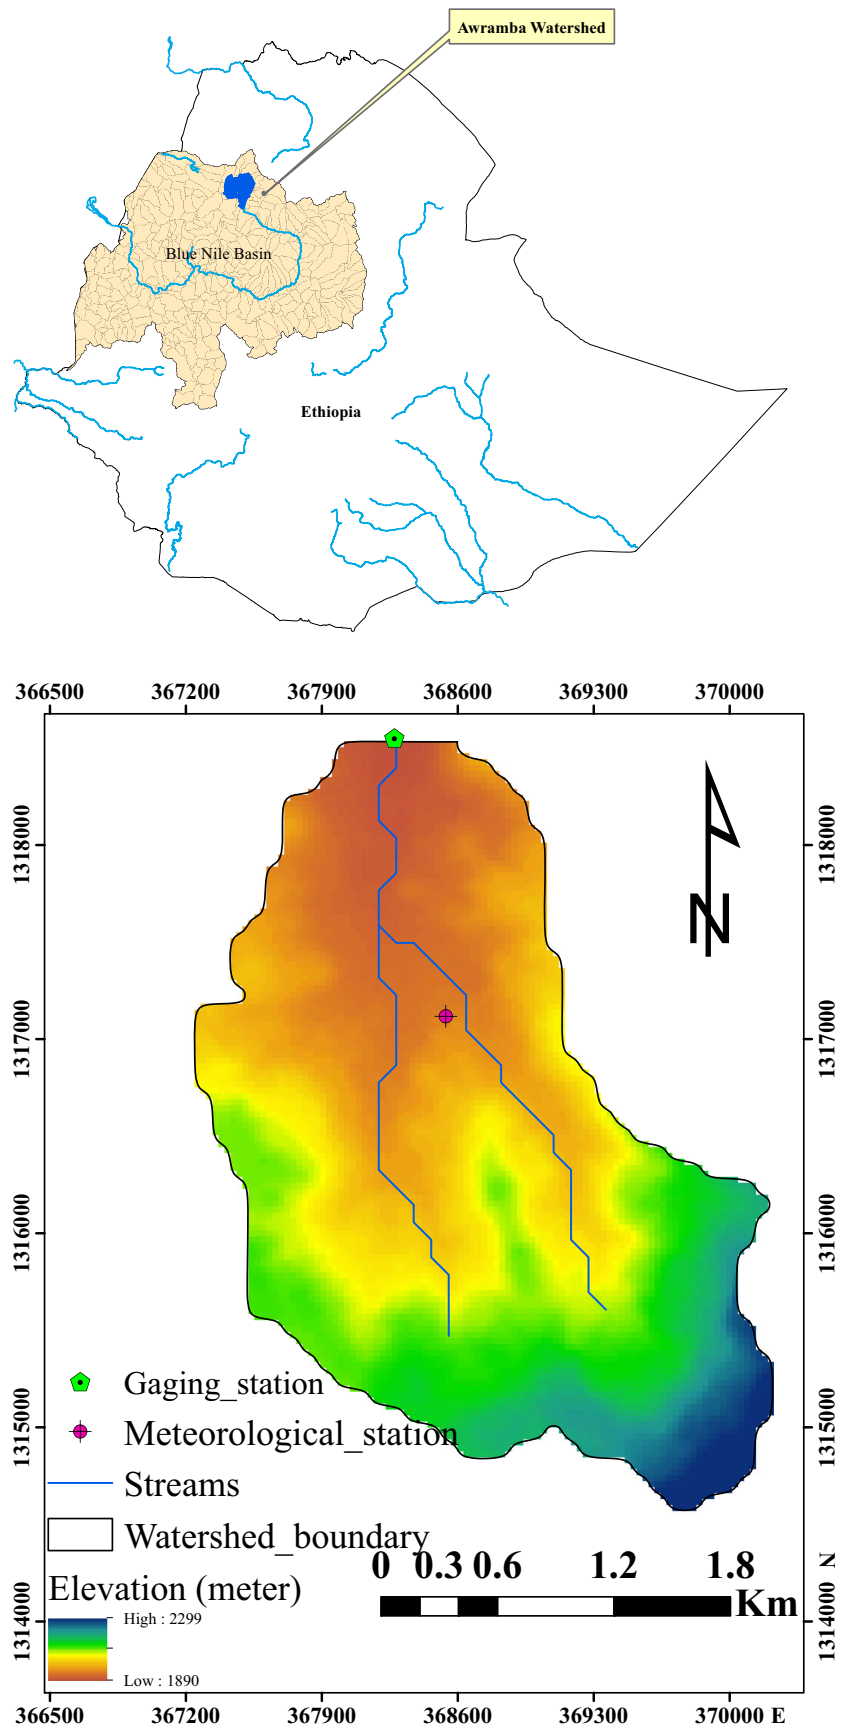 Awramba Watershed
Blue Nile Basin
Ethiopia
366500 367200 367900 368600 369300 370000
1318000 1318000
N
1317000 1317000
1316000 1316000
Gaging_station
Meteorological_station
1315000 1315000
Streams
Watershed_boundary
0 0.3 0.6 1.2 1.8
Km
N
Elevation (meter)
High : 2299
Low : 1890
1314000 1314000
366500 367200 367900 368600 369300 370000 E